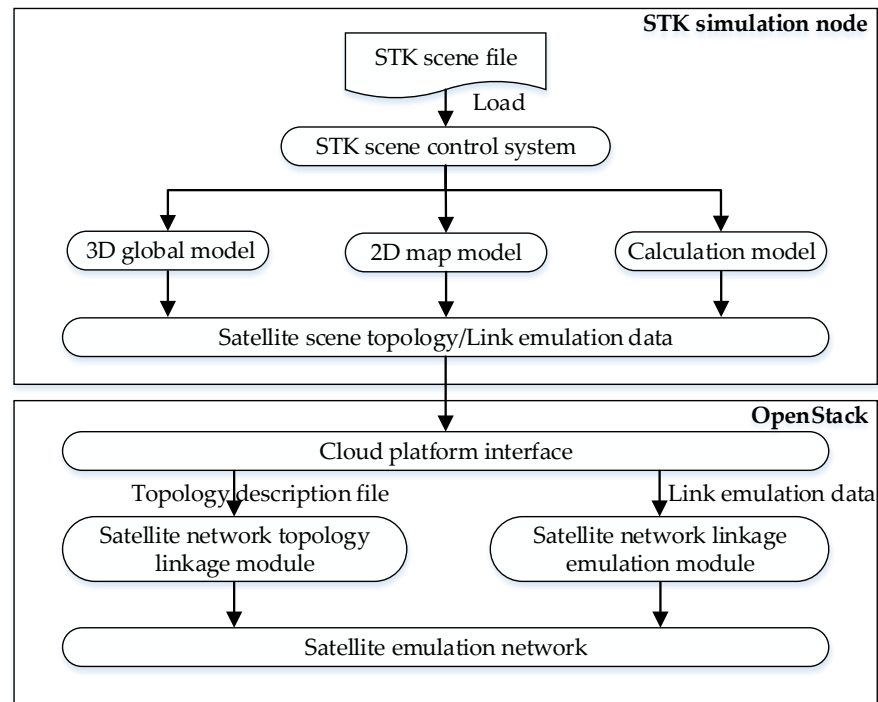 STK simulation node
STK scene file
Load
STK scene control system
3D global model
2D map model
Calculation model
Satellite scene topology/Link emulation data
OpenStack
Cloud platform interface
Topology description file
Link emulation data
Satellite network topology
linkage module
Satellite network linkage
emulation module
Satellite emulation network